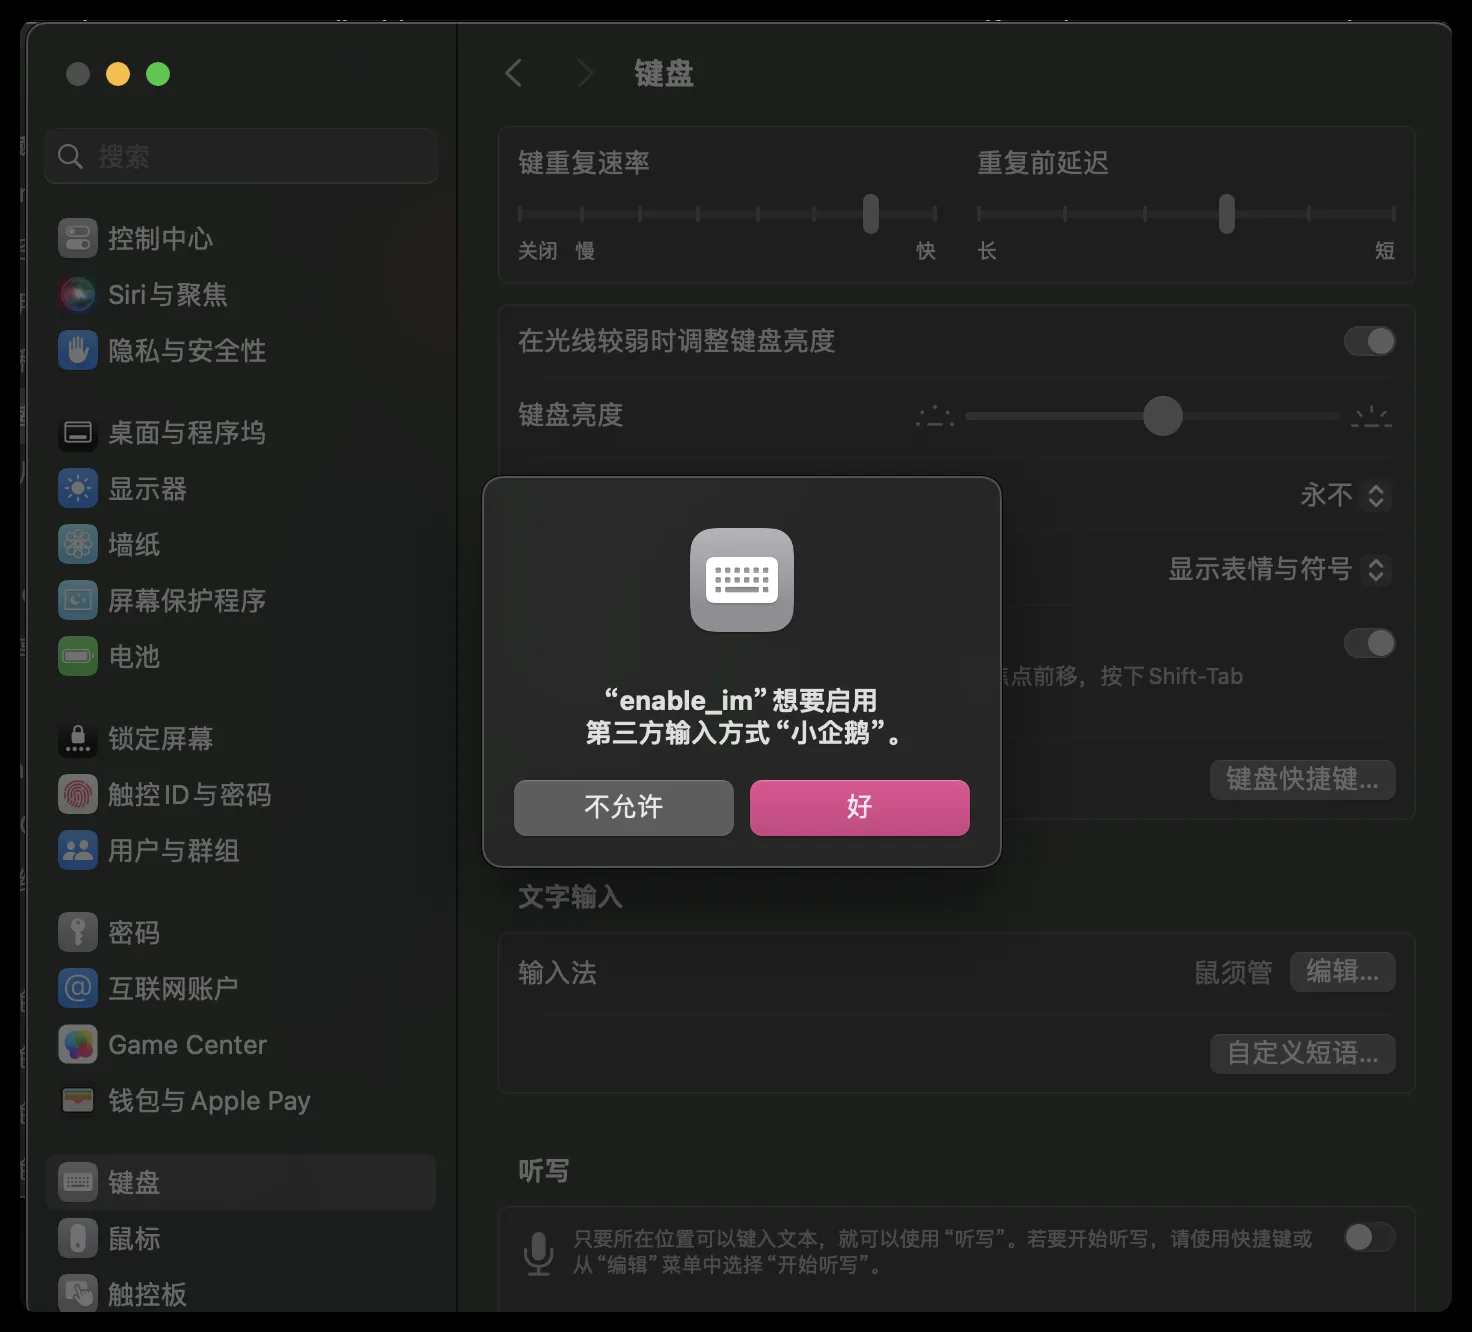 键盘
搜索
控制中心
Siri与聚焦
隐私与安全性
桌面与程序坞
显示器
墙纸
屏幕保护程序
电池
锁定屏幕
触控ID与密码
用户与群组
密码
互联网账户
Game Center
钱包与Apple Pay
键盘
鼠标
触控板
键重复速率
重复前延迟
关闭 慢 快
长 短
在光线较弱时调整键盘亮度
键盘亮度
永不
显示表情与符号
点前移，按下Shift-Tab
键盘快捷键...
“enable_im”想要启用
第三方输入方式“小企鹅”。
不允许
好
文字输入
输入法 鼠须管 编辑...
自定义短语...
听写
只要所在位置可以键入文本，就可以使用“听写”。若要开始听写，请使用快捷键或
从“编辑”菜单中选择“开始听写”。